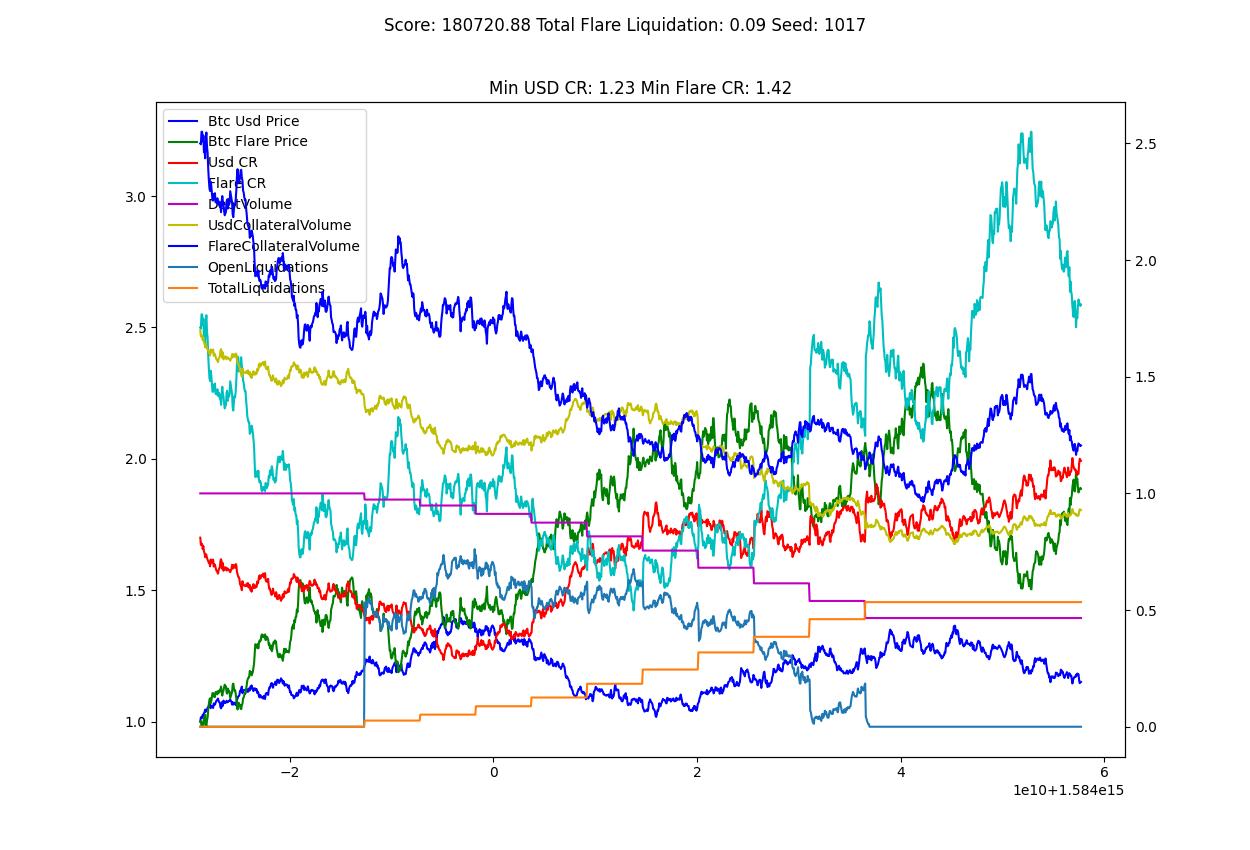 Score: 180720.88 Total Flare Liquidation: 0.09 Seed: 1017
Min USD CR: 1.23 Min Flare CR: 1.42
Btc Usd Price
Btc Flare Price
Usd CR
Flare CR
DebtVolume
UsdCollateralVolume
FlareCollateralVolume
OpenLiquidations
TotalLiquidations
3.0
2.5
2.0
1.5
1.0
2.5
2.0
1.5
1.0
0.5
0.0
−2
0
2
4
6
1e10+1.584e15